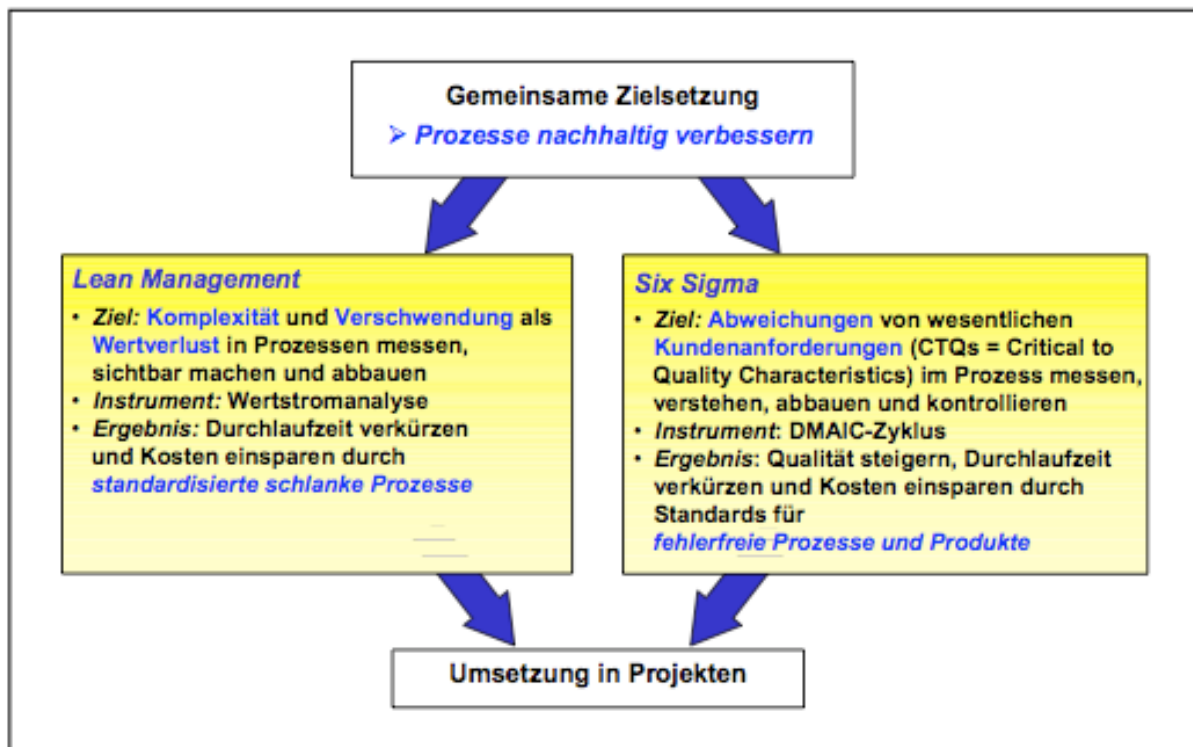 Gemeinsame Zielsetzung
➢ Prozesse nachhaltig verbessern
Lean Management
• Ziel: Komplexität und Verschwendung als
Wertverlust in Prozessen messen,
sichtbar machen und abbauen
• Instrument: Wertstromanalyse
• Ergebnis: Durchlaufzeit verkürzen
und Kosten einsparen durch
standardisierte schlanke Prozesse
Six Sigma
• Ziel: Abweichungen von wesentlichen
Kundenanforderungen (CTQs = Critical to
Quality Characteristics) im Prozess messen,
verstehen, abbauen und kontrollieren
• Instrument: DMAIC-Zyklus
• Ergebnis: Qualität steigern, Durchlaufzeit
verkürzen und Kosten einsparen durch
Standards für
fehlerfreie Prozesse und Produkte
Umsetzung in Projekten